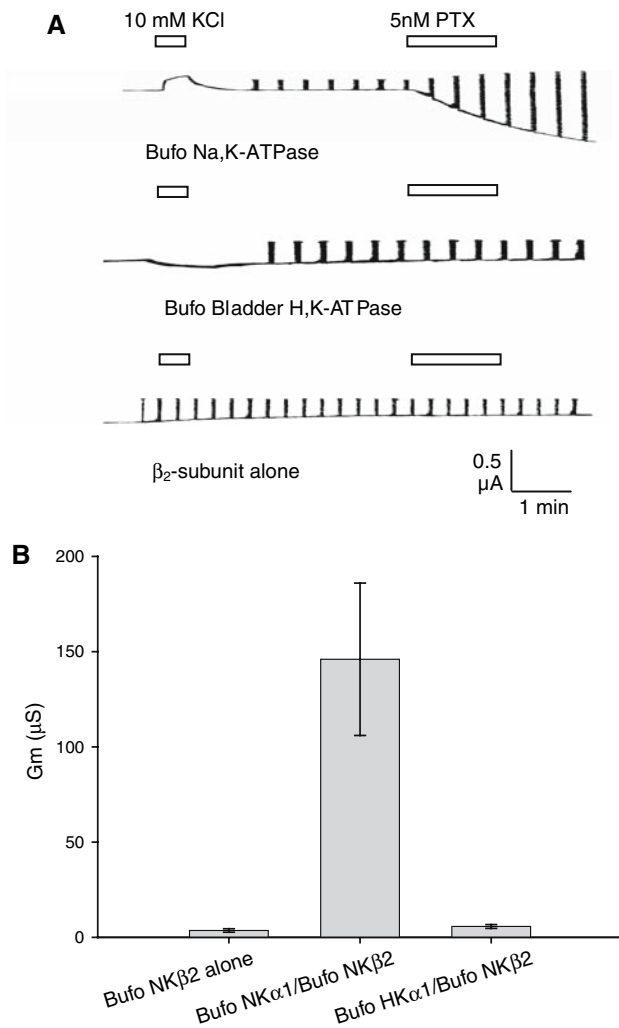 A
10 mM KCl
5nM PTX
Bufo Na,K-ATPase
Bufo Bladder H,K-ATPase
β2-subunit alone
0.5
µA
1 min
B
Gm (µS)
200
150
100
50
0
Bufo NKβ2 alone
Bufo NKα1/Bufo NKβ2
Bufo HKα1/Bufo NKβ2